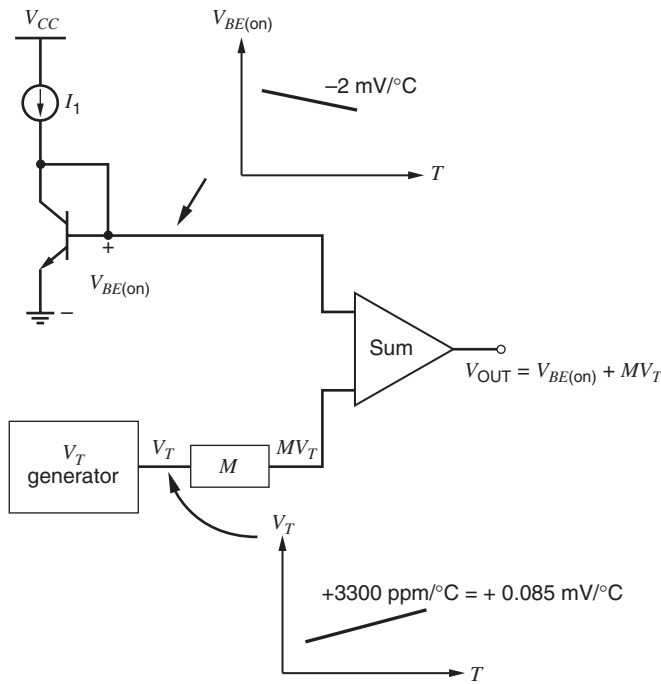 V_CC
V_BE(on)
I_1
–2 mV/°C
T
+
V_BE(on)
–
Sum
V_OUT = V_BE(on) + MV_T
V_T
generator
V_T
M
MV_T
V_T
+3300 ppm/°C = + 0.085 mV/°C
T